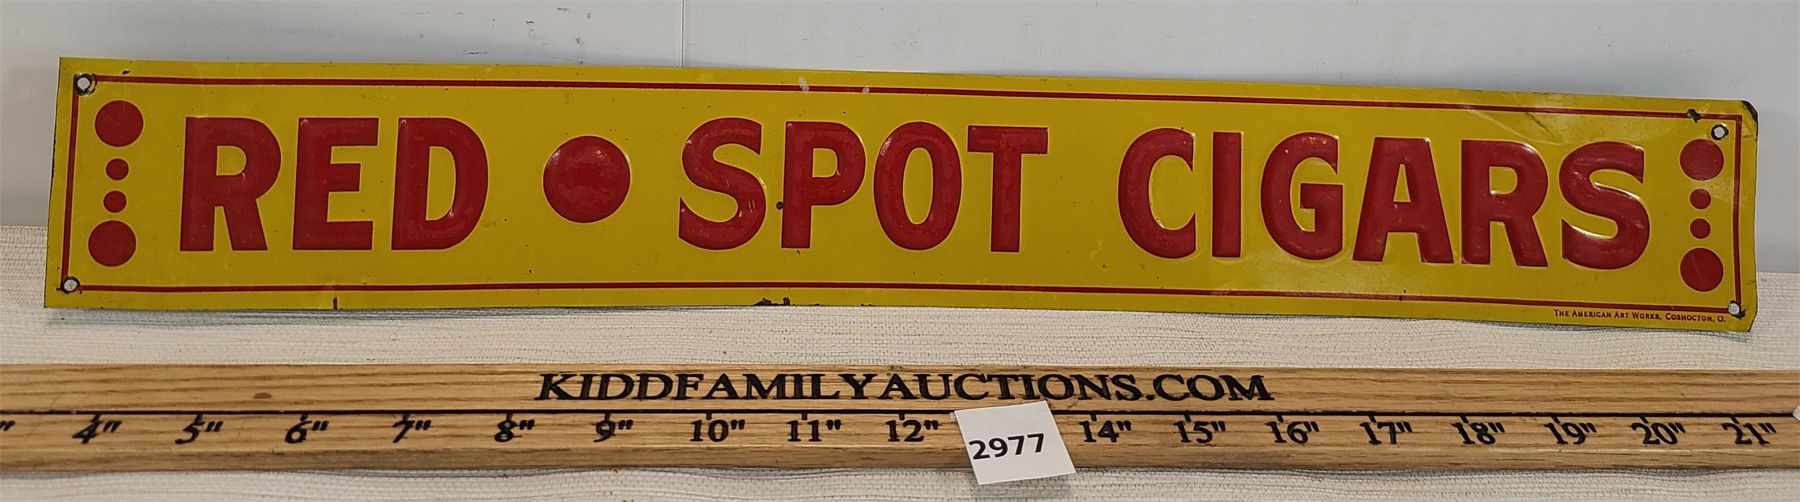 RED • SPOT CIGARS
THE AMERICAN ART WORKS, COSHOCTON, O.
KIDDFAMILYAUCTIONS.COM
" 4" 5" 6" 7" 8" 9" 10" 11" 12" 14" 15" 16" 17" 18" 19" 20" 21"
2977